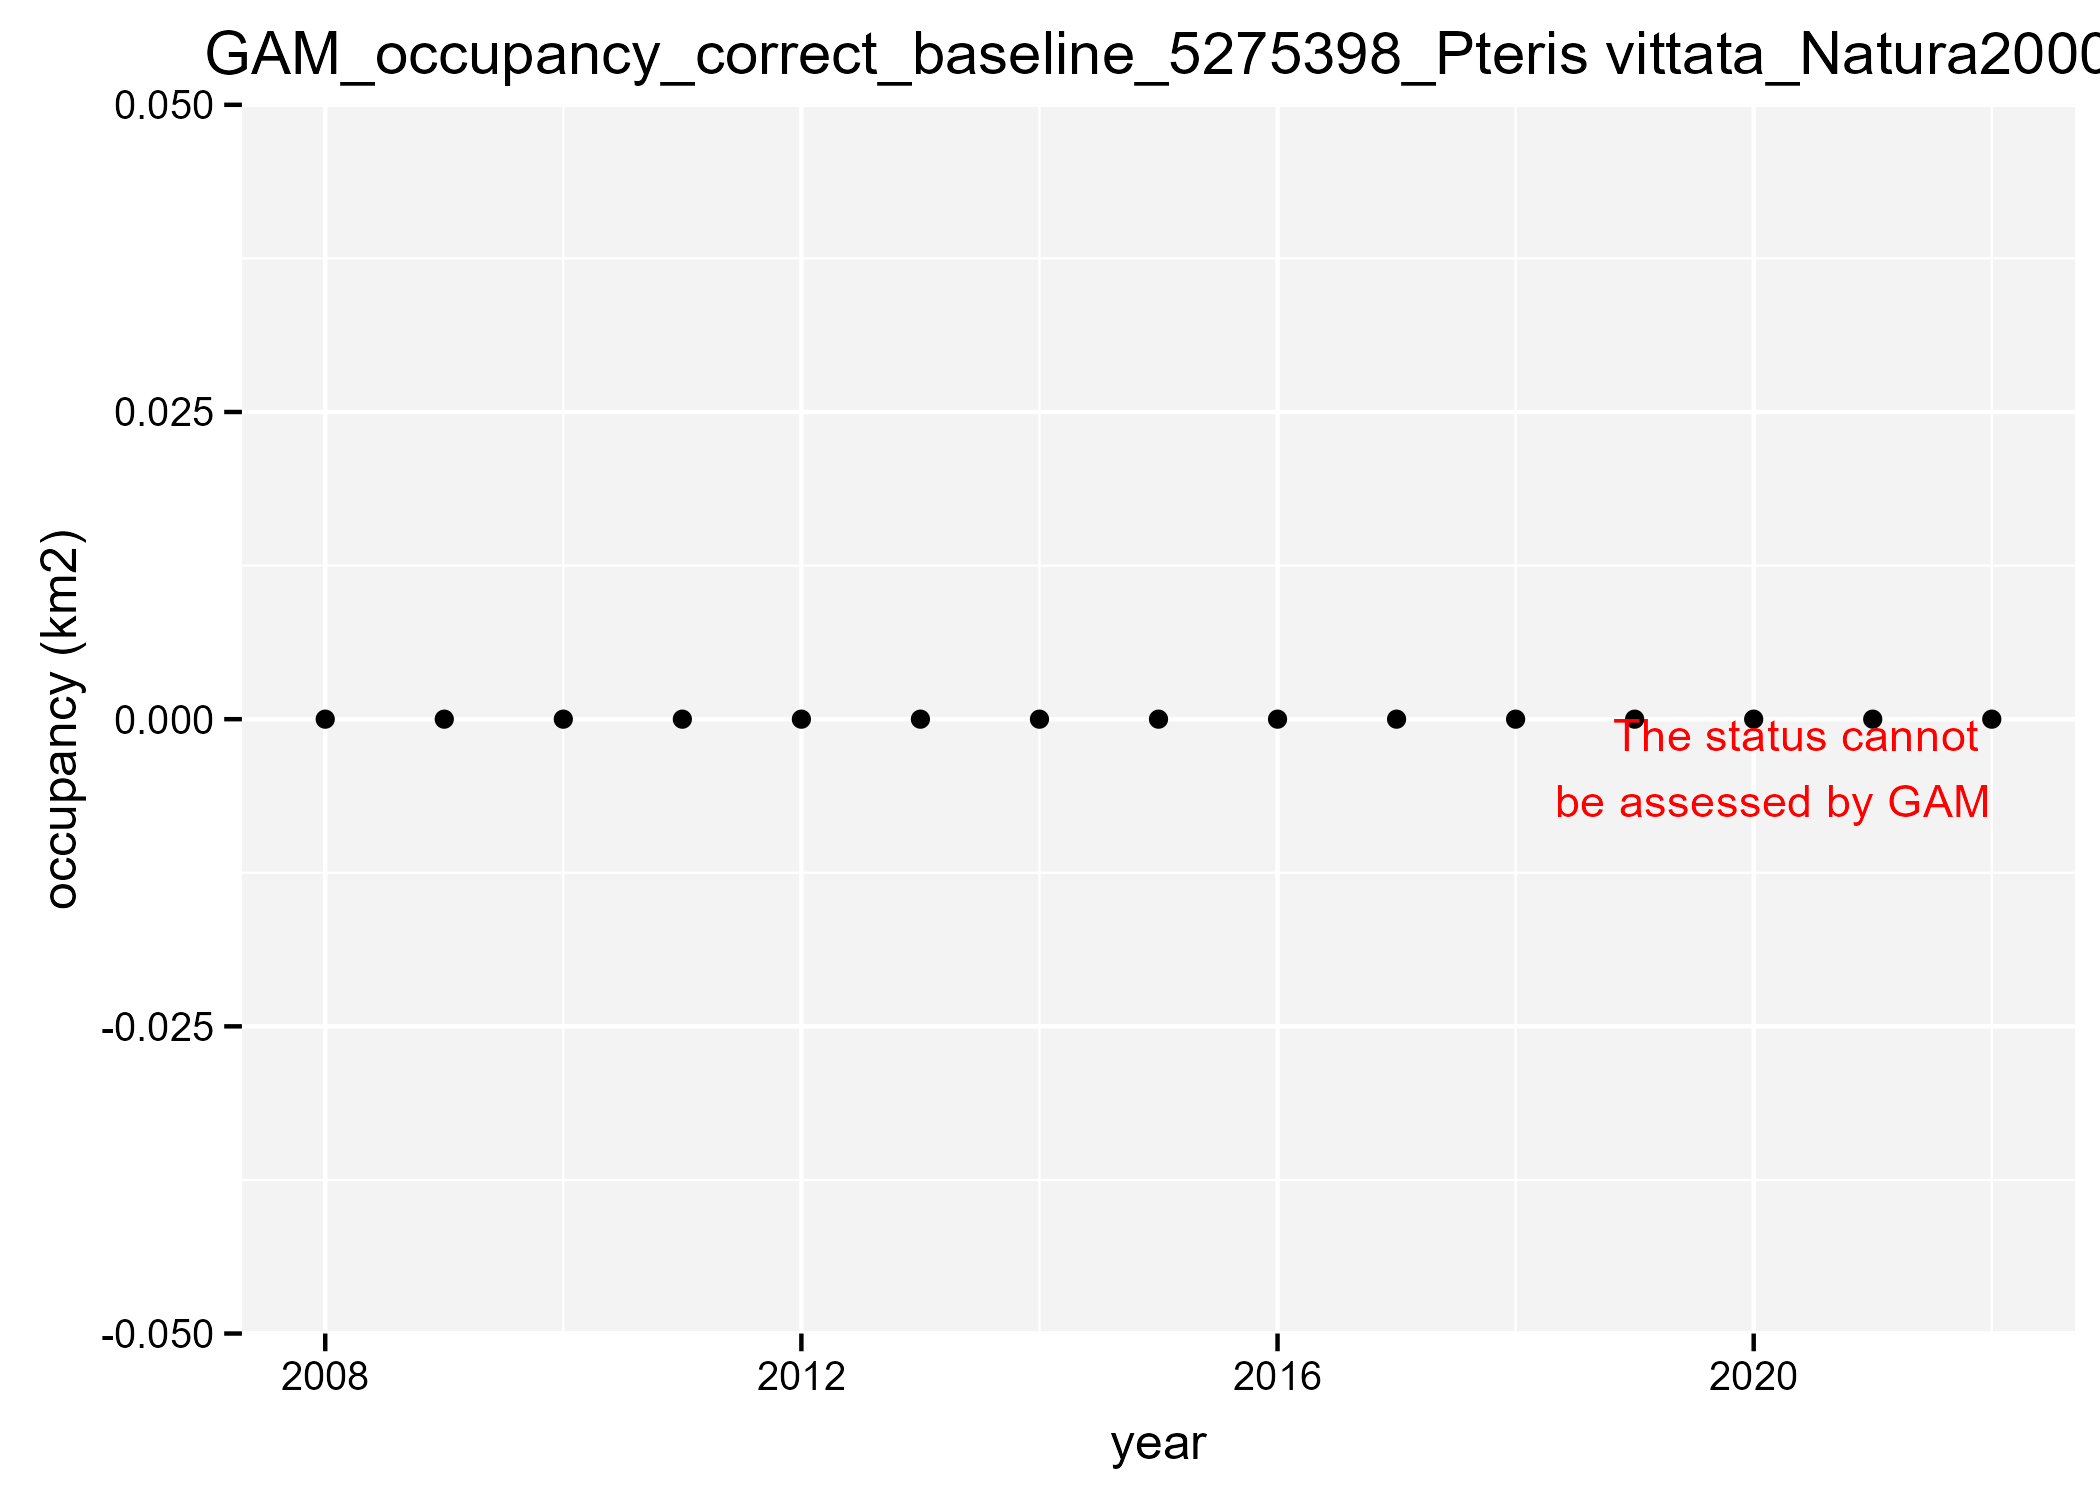 GAM_occupancy_correct_baseline_5275398_Pteris vittata_Natura2000
0.050
0.025
0.000
-0.025
-0.050
occupancy (km2)
The status cannot
be assessed by GAM
2008
2012
2016
2020
year